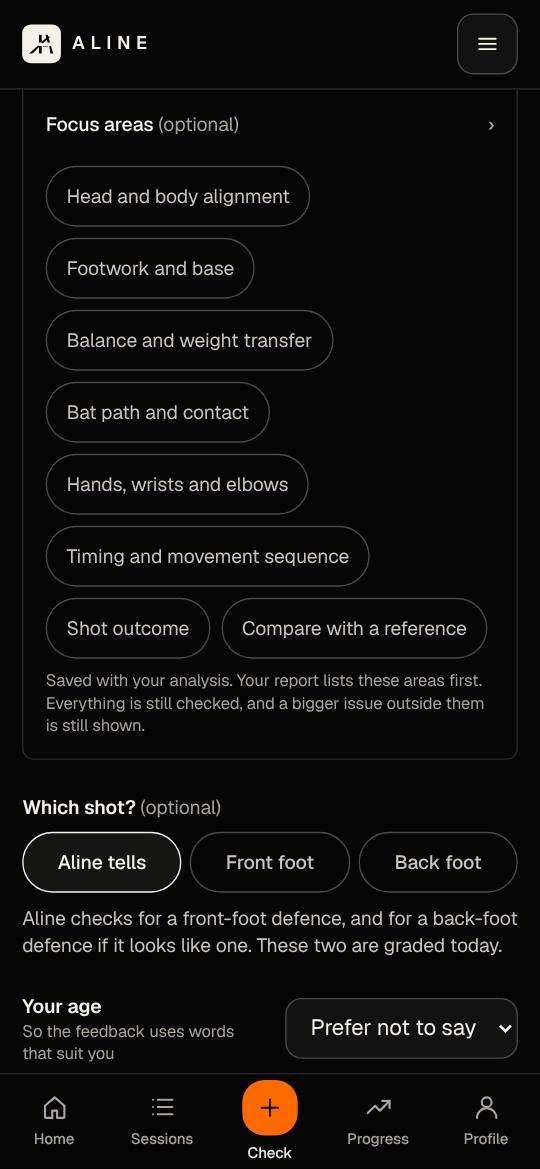 ALINE
Focus areas (optional)
Head and body alignment
Footwork and base
Balance and weight transfer
Bat path and contact
Hands, wrists and elbows
Timing and movement sequence
Shot outcome
Compare with a reference
Saved with your analysis. Your report lists these areas first.
Everything is still checked, and a bigger issue outside them
is still shown.
Which shot? (optional)
Aline tells
Front foot
Back foot
Aline checks for a front-foot defence, and for a back-foot
defence if it looks like one. These two are graded today.
Your age
So the feedback uses words
that suit you
Prefer not to say
Home
Sessions
Check
Progress
Profile